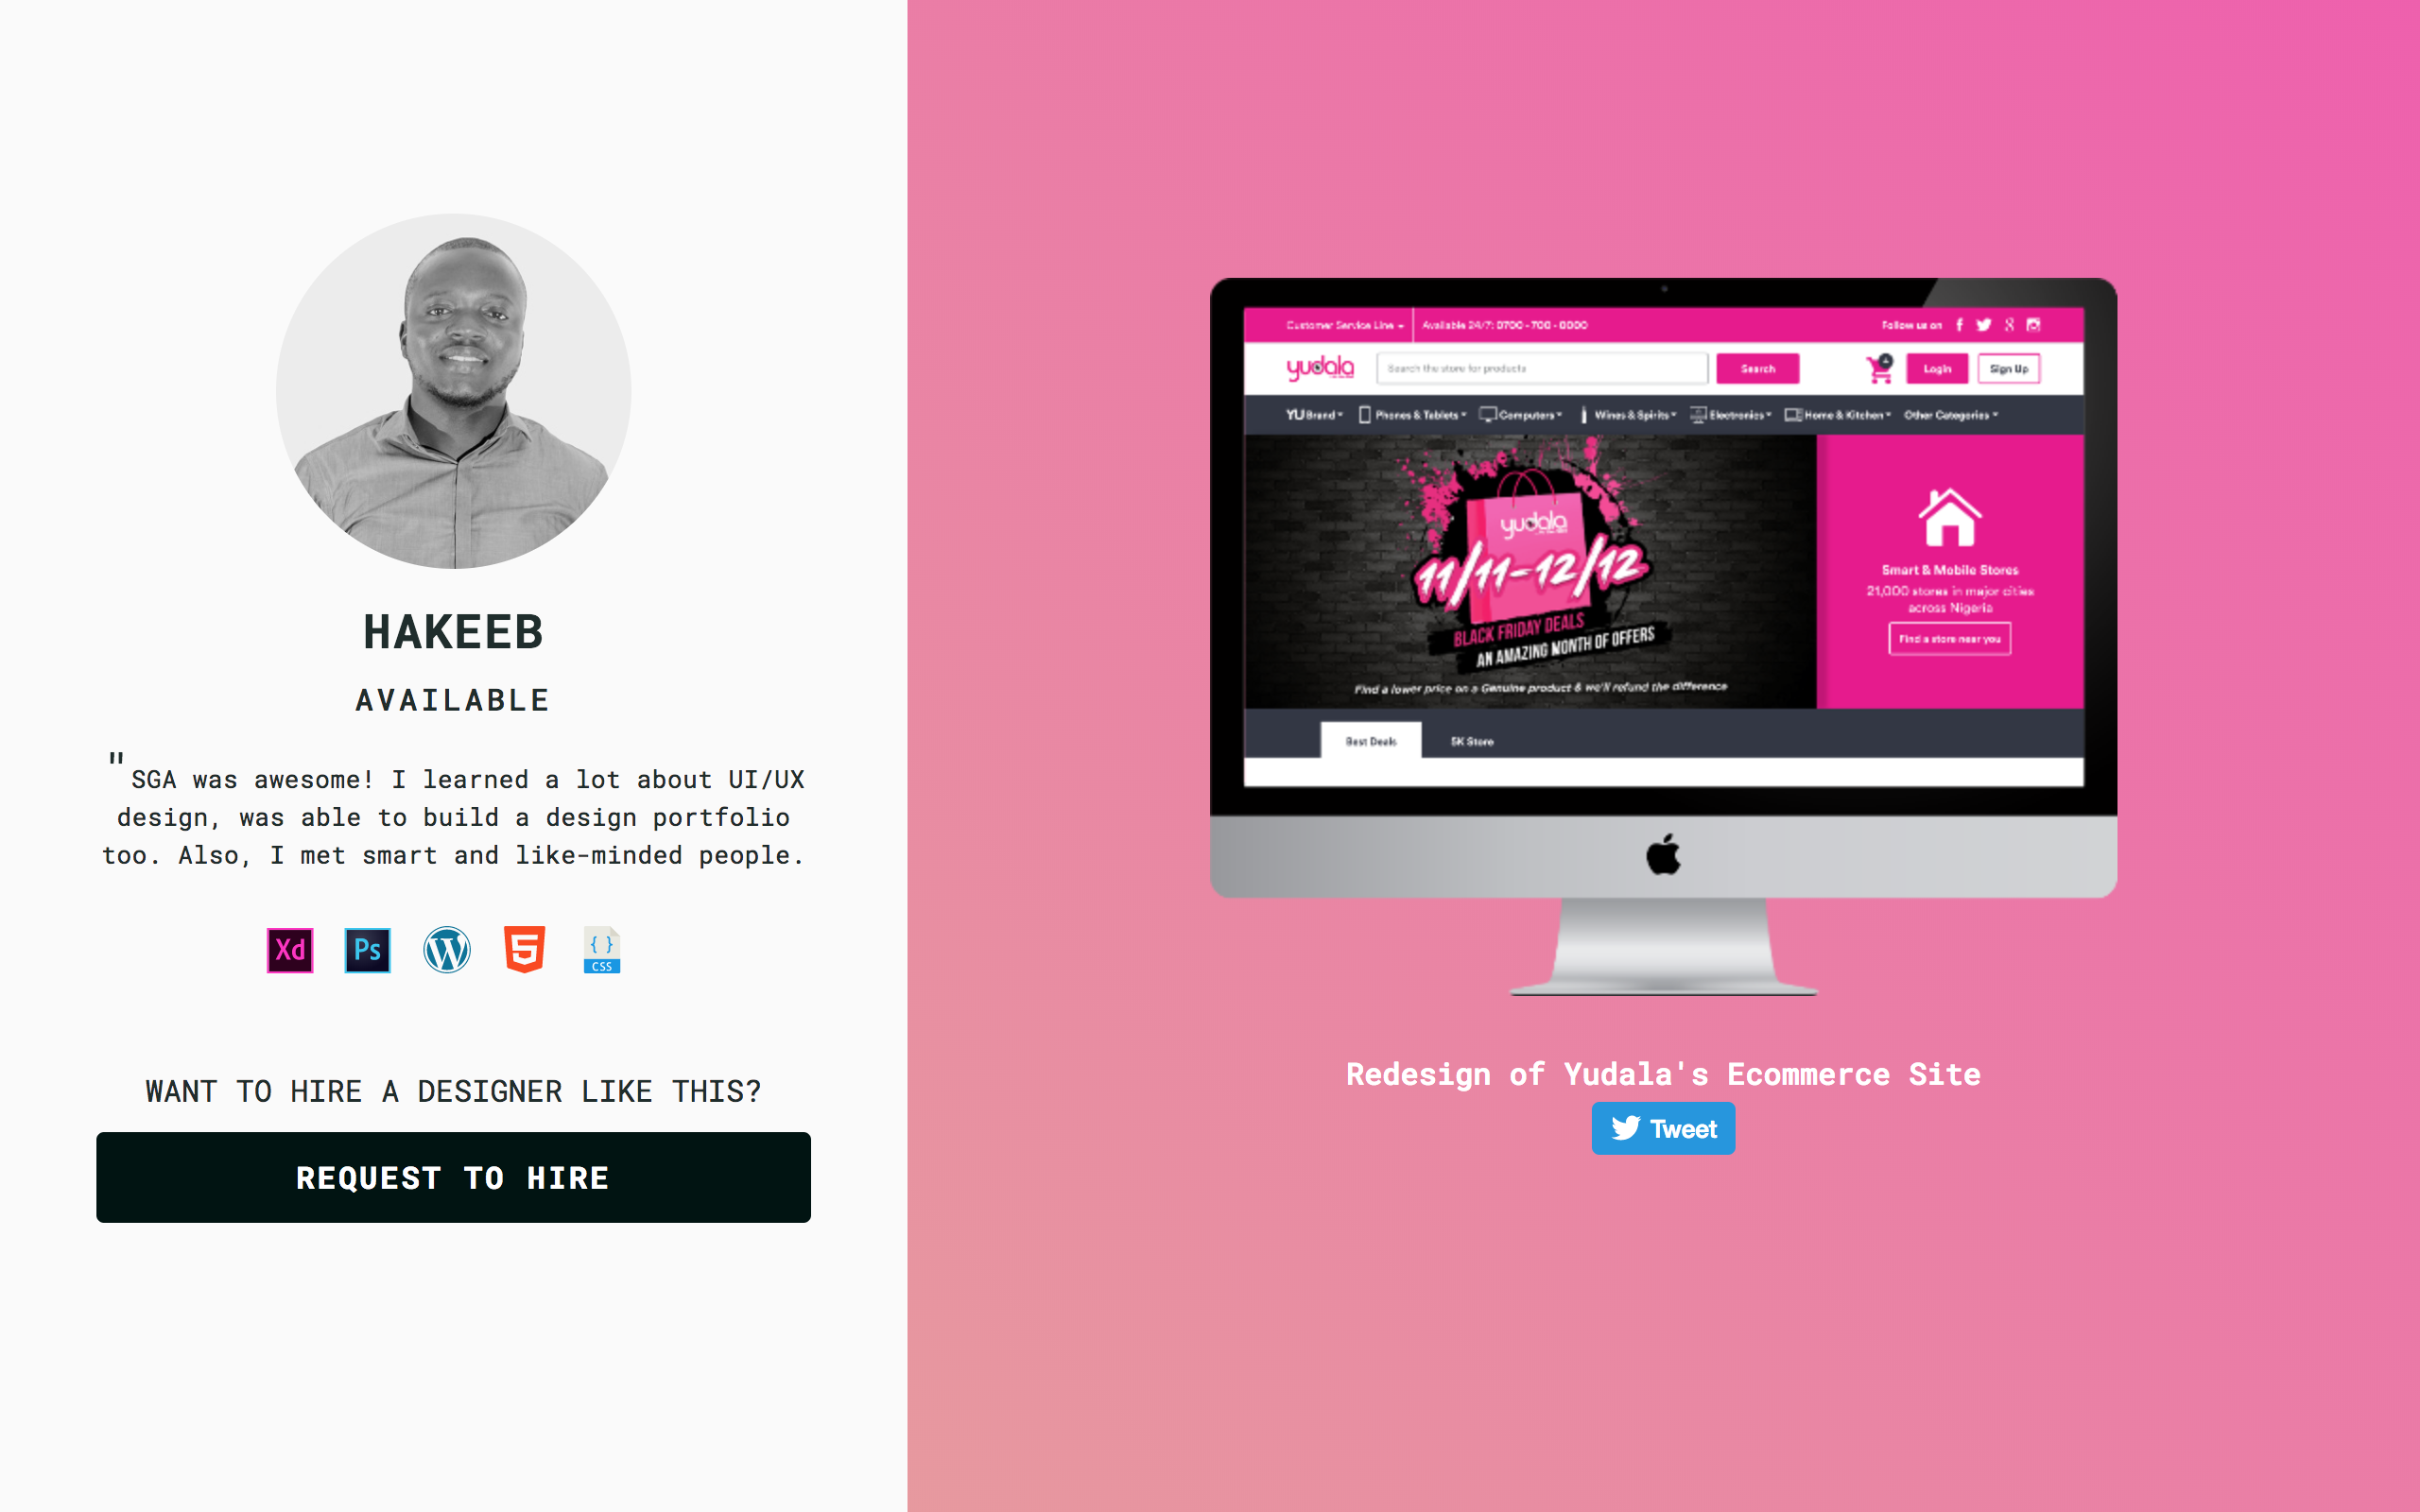 HAKEEB
AVAILABLE
"SGA was awesome! I learned a lot about UI/UX
design, was able to build a design portfolio
too. Also, I met smart and like-minded people.
Xd Ps W 5 { } CSS
WANT TO HIRE A DESIGNER LIKE THIS?
REQUEST TO HIRE
Customer Service Line Available 24/7: 0700 - 700 - 0000 Follow us on
yudala Search the store for products Search Login Sign Up
YU Brand Phones & Tablets Computers Wines & Spirits Electronics Home & Kitchen Other Categories
yudala
11/11-12/12
BLACK FRIDAY DEALS
AN AMAZING MONTH OF OFFERS
Find a lower price on a Genuine product & we'll refund the difference
Smart & Mobile Stores
21,000 stores in major cities
across Nigeria
Find a store near you
Best Deals 5K Store
Redesign of Yudala's Ecommerce Site
Tweet